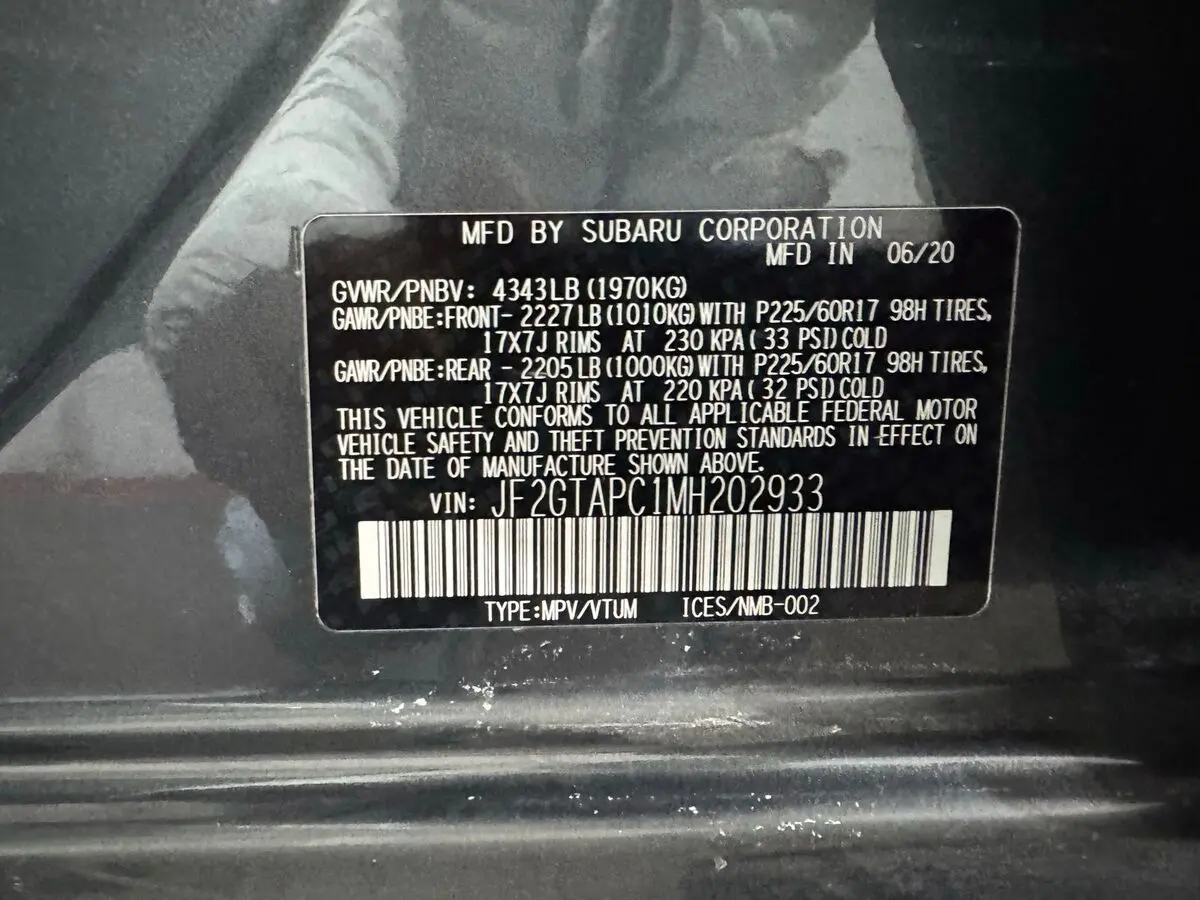 MFD BY SUBARU CORPORATION
MFD IN 06/20
GVWR/PNBV: 4343LB (1970KG)
GAWR/PNBE:FRONT- 2227LB (1010KG) WITH P225/60R17 98H TIRES,
17X7J RIMS AT 230 KPA ( 33 PSI) COLD
GAWR/PNBE:REAR - 2205LB (1000KG) WITH P225/60R17 98H TIRES,
17X7J RIMS AT 220 KPA ( 32 PSI) COLD
THIS VEHICLE CONFORMS TO ALL APPLICABLE FEDERAL MOTOR
VEHICLE SAFETY AND THEFT PREVENTION STANDARDS IN EFFECT ON
THE DATE OF MANUFACTURE SHOWN ABOVE.
VIN: JF2GTAPC1MH202933
TYPE:MPV/VTUM ICES/NMB-002